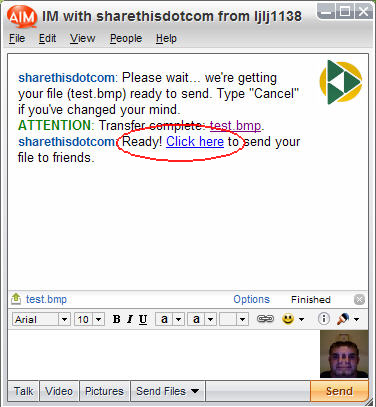 AIM IM with sharethisdotcom from ljlj1138
File Edit View People Help
sharethisdotcom: Please wait... we're getting
your file (test.bmp) ready to send. Type "Cancel"
if you've changed your mind.
ATTENTION: Transfer complete: test.bmp.
sharethisdotcom: Ready! Click here to send your
file to friends.
test.bmp Options Finished
Arial 10 B I U a a
Talk Video Pictures Send Files Send